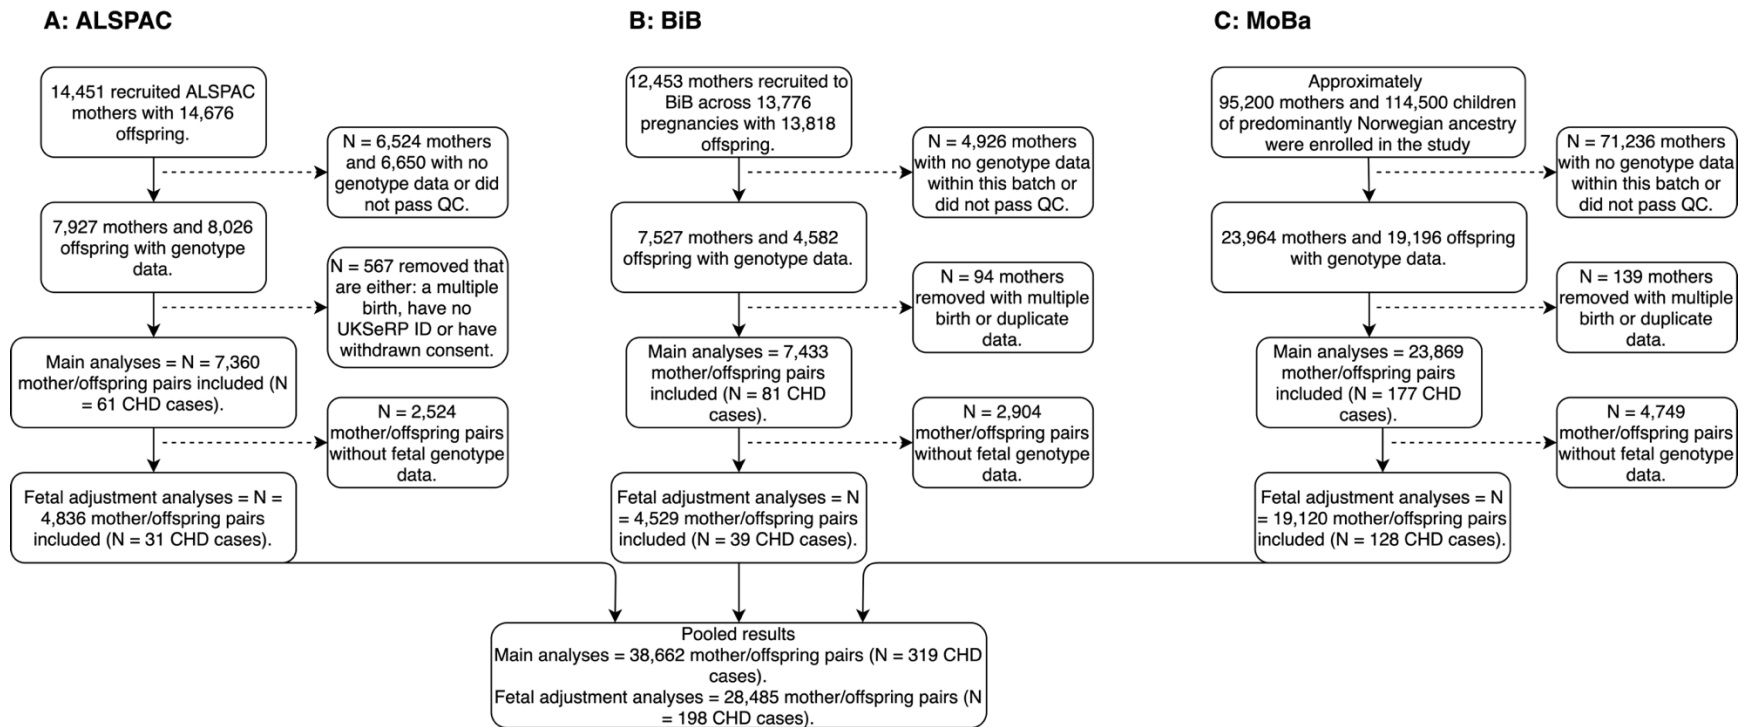 A: ALSPAC
14,451 recruited ALSPAC
mothers with 14,676
offspring.
N = 6,524 mothers
and 6,650 with no
genotype data or did
not pass QC.
7,927 mothers and 8,026
offspring with genotype
data.
N = 567 removed that
are either: a multiple
birth, have no
UKSeRP ID or have
withdrawn consent.
Main analyses = N = 7,360
mother/offspring pairs included (N
= 61 CHD cases).
N = 2,524
mother/offspring pairs
without fetal genotype
data.
Fetal adjustment analyses = N =
4,836 mother/offspring pairs
included (N = 31 CHD cases).
B: BiB
12,453 mothers recruited to
BiB across 13,776
pregnancies with 13,818
offspring.
N = 4,926 mothers
with no genotype data
within this batch or
did not pass QC.
7,527 mothers and 4,582
offspring with genotype data.
N = 94 mothers
removed with multiple
birth or duplicate
data.
Main analyses = 7,433
mother/offspring pairs
included (N = 81 CHD
cases).
N = 2,904
mother/offspring pairs
without fetal genotype
data.
Fetal adjustment analyses = N
= 4,529 mother/offspring pairs
included (N = 39 CHD cases).
C: MoBa
Approximately
95,200 mothers and 114,500 children
of predominantly Norwegian ancestry
were enrolled in the study
N = 71,236 mothers
with no genotype data
within this batch or
did not pass QC.
23,964 mothers and 19,196 offspring
with genotype data.
N = 139 mothers
removed with multiple
birth or duplicate
data.
Main analyses = 23,869
mother/offspring pairs
included (N = 177 CHD
cases).
N = 4,749
mother/offspring pairs
without fetal genotype
data.
Fetal adjustment analyses = N
= 19,120 mother/offspring pairs
included (N = 128 CHD cases).
Pooled results
Main analyses = 38,662 mother/offspring pairs (N = 319 CHD
cases).
Fetal adjustment analyses = 28,485 mother/offspring pairs (N
= 198 CHD cases).